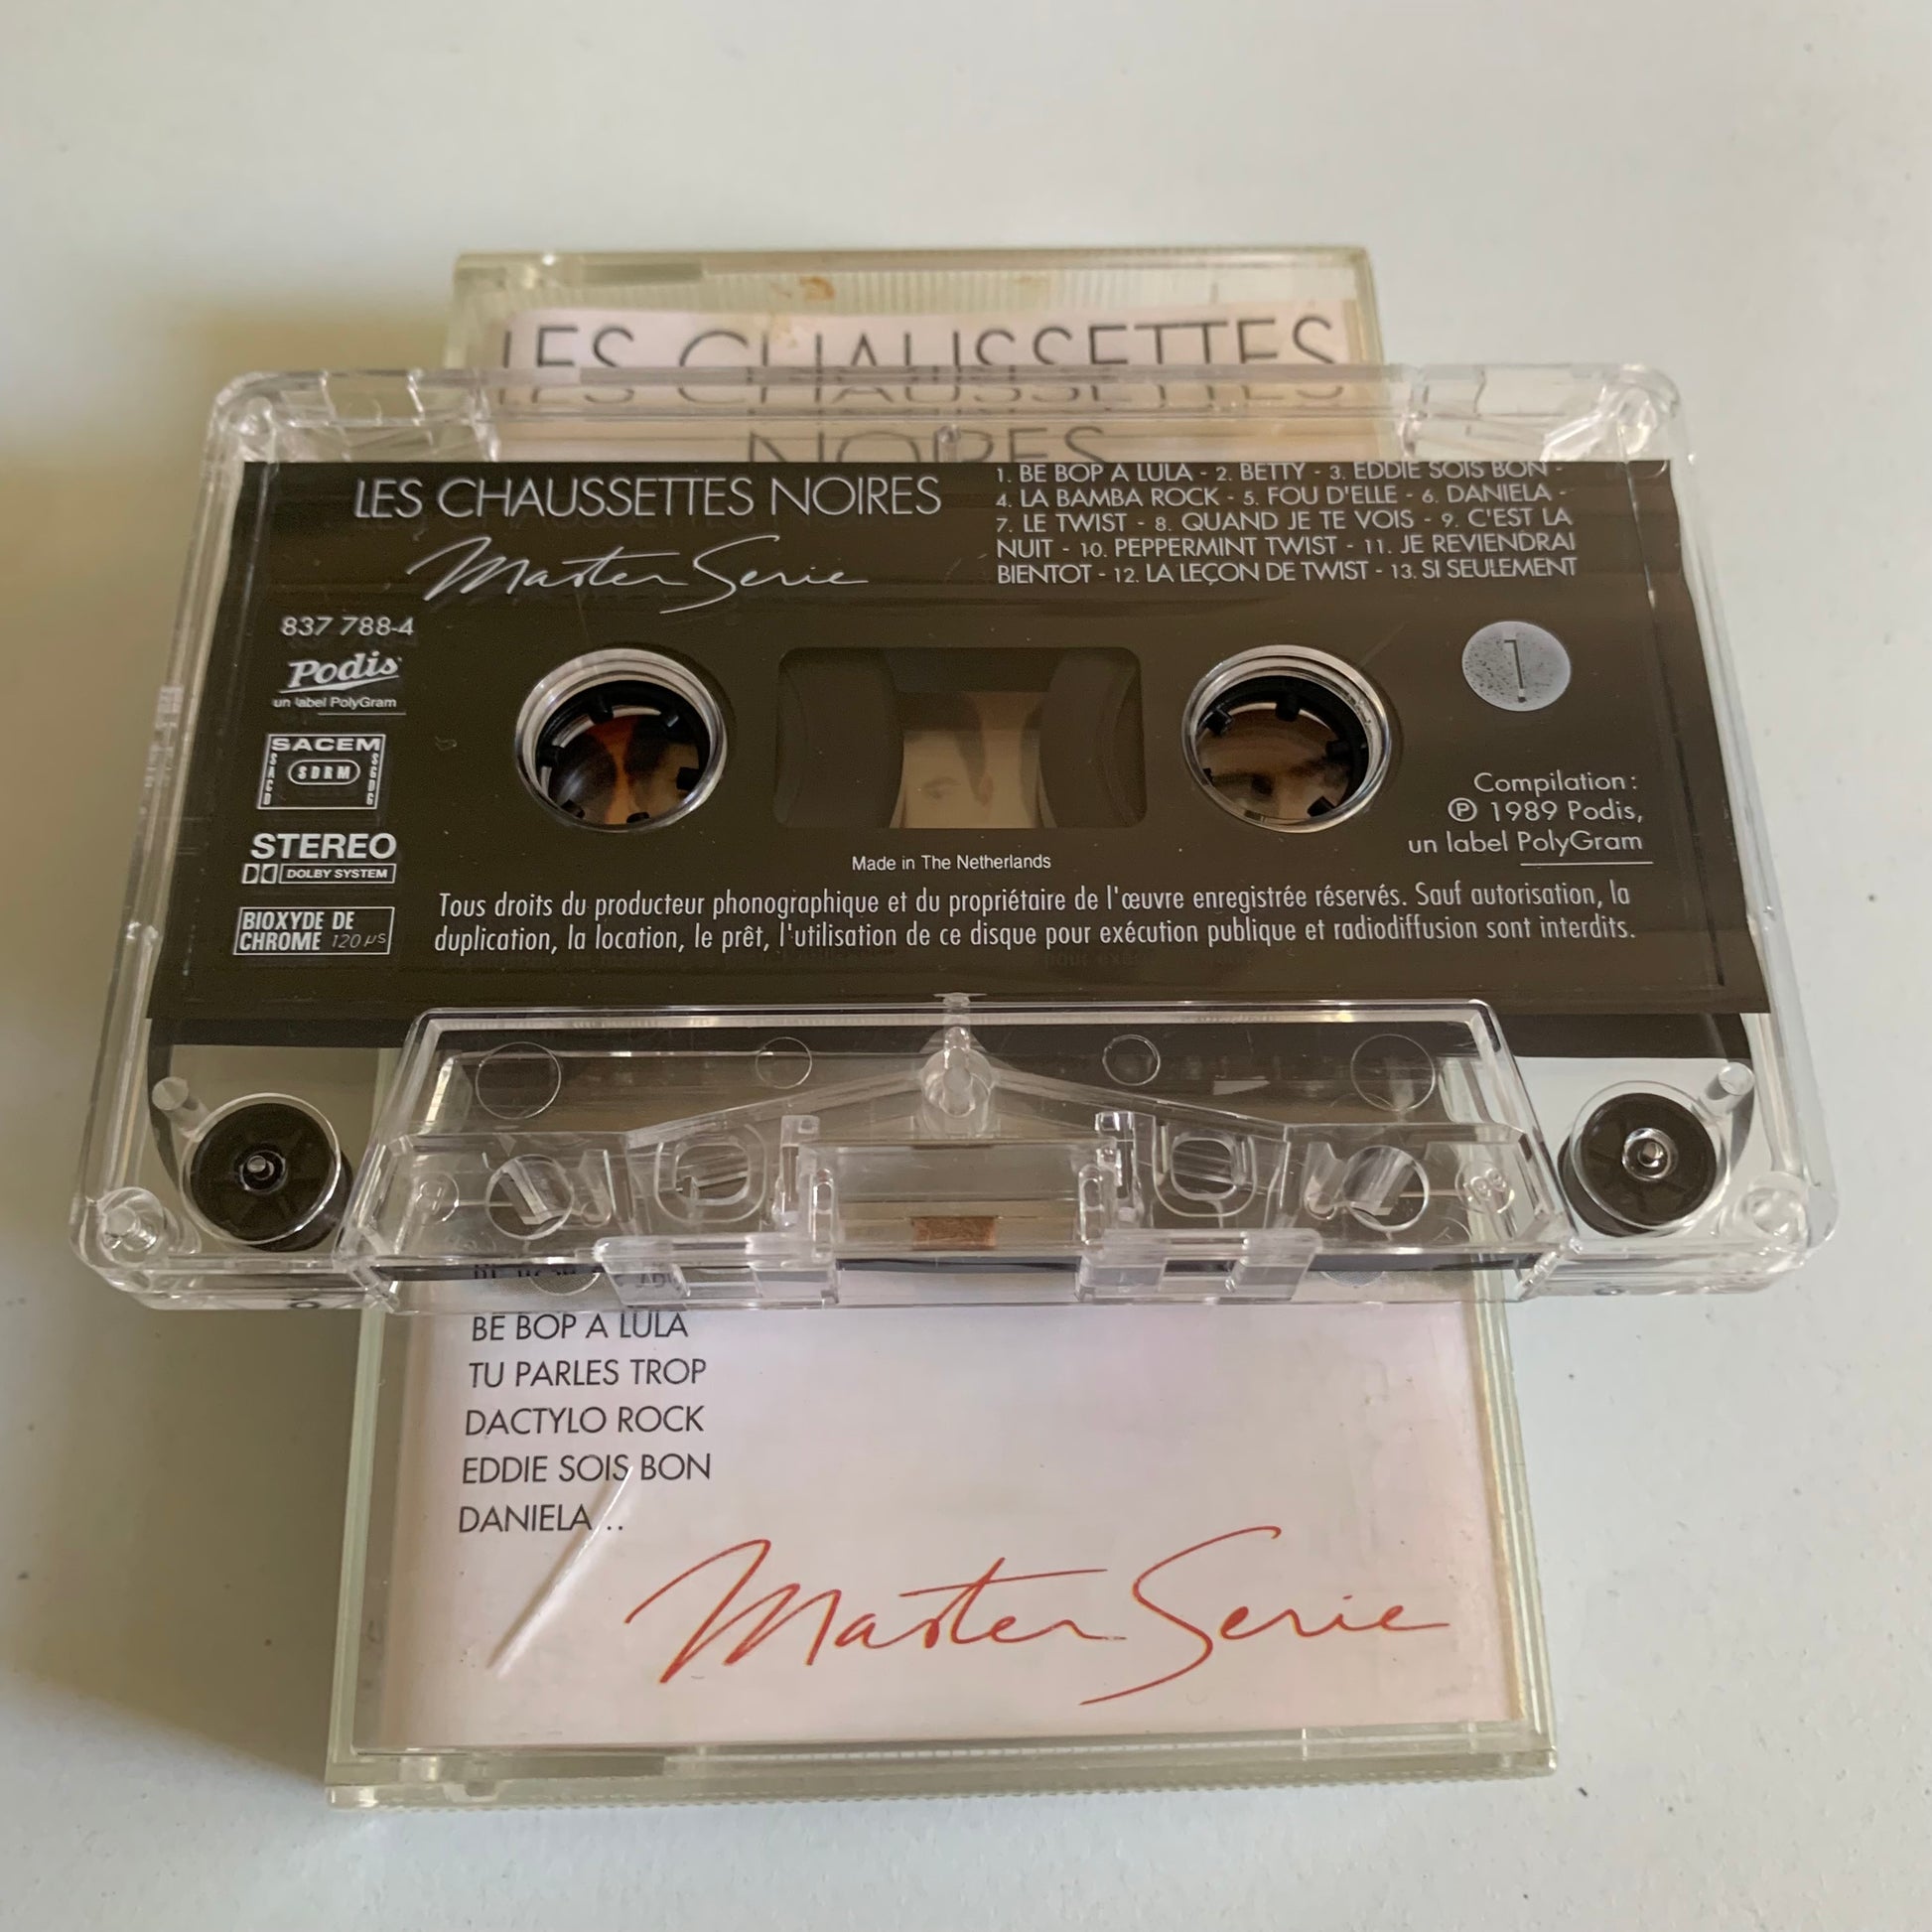 LES CHAUSSETTES
NOIRES
LES CHAUSSETTES NOIRES
Master Serie
1. BE BOP A LULA - 2. BETTY - 3. EDDIE SOIS BON -
4. LA BAMBA ROCK - 5. FOU D'ELLE - 6. DANIELA -
7. LE TWIST - 8. QUAND JE TE VOIS - 9. C'EST LA
NUIT - 10. PEPPERMINT TWIST - 11. JE REVIENDRAI
BIENTOT - 12. LA LEÇON DE TWIST - 13. SI SEULEMENT
837 788-4
Podis
un label PolyGram
1
SACEM
SACD
SDRM
SGDG
STEREO
DOLBY SYSTEM
BIOXYDE DE
CHROME 120 µs
Compilation :
℗ 1989 Podis,
un label PolyGram
Made in The Netherlands
Tous droits du producteur phonographique et du propriétaire de l'œuvre enregistrée réservés. Sauf autorisation, la
duplication, la location, le prêt, l'utilisation de ce disque pour exécution publique et radiodiffusion sont interdits.
BE BOP A LULA
TU PARLES TROP
DACTYLO ROCK
EDDIE SOIS BON
DANIELA ..
Master Serie